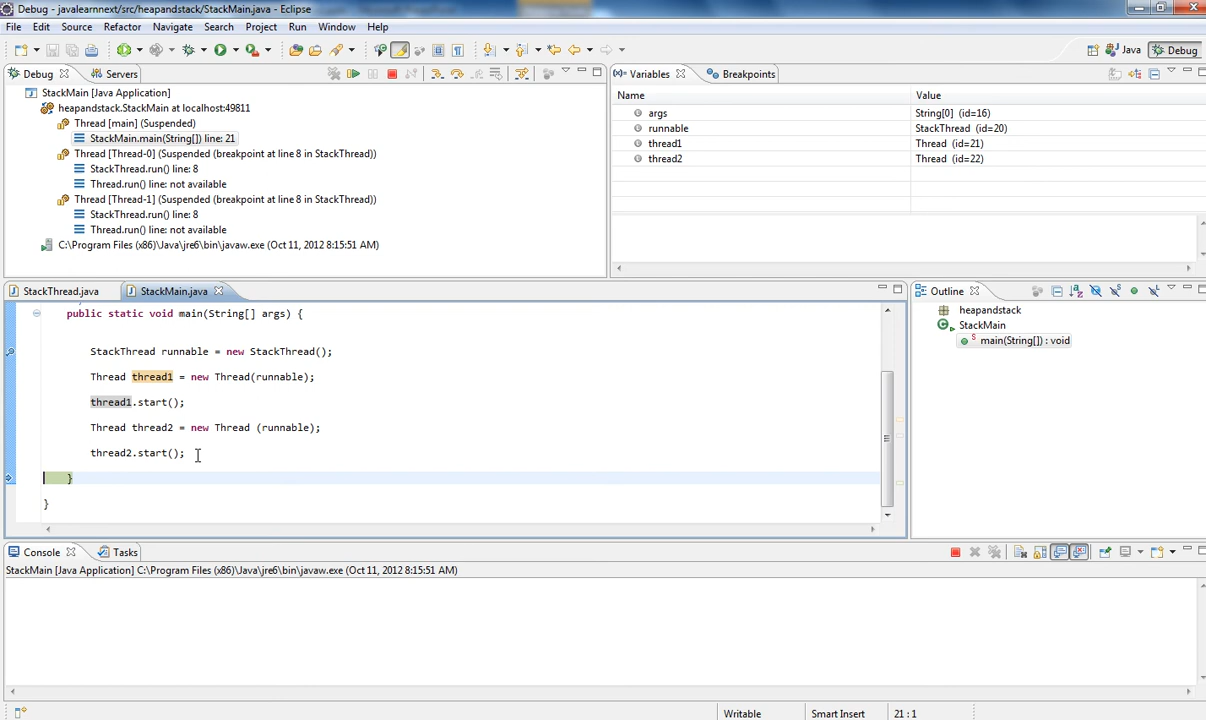 Debug - javalearnnext/src/heapandstack/StackMain.java - Eclipse
File Edit Source Refactor Navigate Search Project Run Window Help
Java Debug
Debug Servers
StackMain [Java Application]
heapandstack.StackMain at localhost:49811
Thread [main] (Suspended)
StackMain.main(String[]) line: 21
Thread [Thread-0] (Suspended (breakpoint at line 8 in StackThread))
StackThread.run() line: 8
Thread.run() line: not available
Thread [Thread-1] (Suspended (breakpoint at line 8 in StackThread))
StackThread.run() line: 8
Thread.run() line: not available
C:\Program Files (x86)\Java\jre6\bin\javaw.exe (Oct 11, 2012 8:15:51 AM)
(x)= Variables Breakpoints
Name Value
args String[0] (id=16)
runnable StackThread (id=20)
thread1 Thread (id=21)
thread2 Thread (id=22)
StackThread.java StackMain.java
public static void main(String[] args) {
StackThread runnable = new StackThread();
Thread thread1 = new Thread(runnable);
thread1.start();
Thread thread2 = new Thread (runnable);
thread2.start();
}
}
Outline
heapandstack
StackMain
main(String[]) : void
Console Tasks
StackMain [Java Application] C:\Program Files (x86)\Java\jre6\bin\javaw.exe (Oct 11, 2012 8:15:51 AM)
Writable Smart Insert 21 : 1